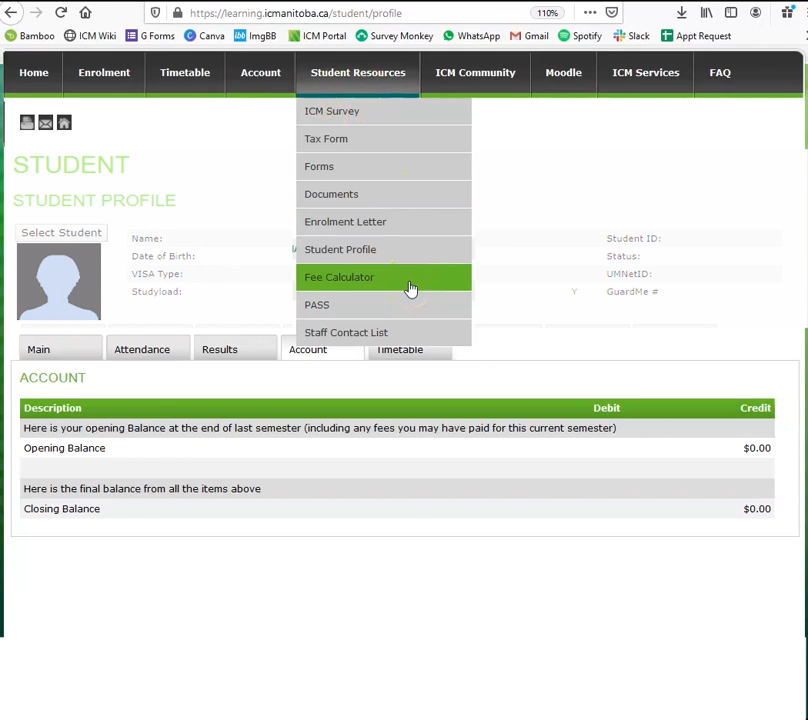 https://learning.icmanitoba.ca/student/profile
110%
Bamboo
ICM Wiki
G Forms
Canva
ImgBB
ICM Portal
Survey Monkey
WhatsApp
Gmail
Spotify
Slack
Appt Request
Home
Enrolment
Timetable
Account
Student Resources
ICM Community
Moodle
ICM Services
FAQ
ICM Survey
Tax Form
Forms
Documents
Enrolment Letter
Student Profile
Fee Calculator
PASS
Staff Contact List
STUDENT
STUDENT PROFILE
Select Student
Name:
Student ID:
Date of Birth:
Status:
VISA Type:
UMNetID:
Studyload:
Y
GuardMe #
Main
Attendance
Results
Account
Timetable
ACCOUNT
Description Debit Credit
Here is your opening Balance at the end of last semester (including any fees you may have paid for this current semester)
Opening Balance $0.00
Here is the final balance from all the items above
Closing Balance $0.00